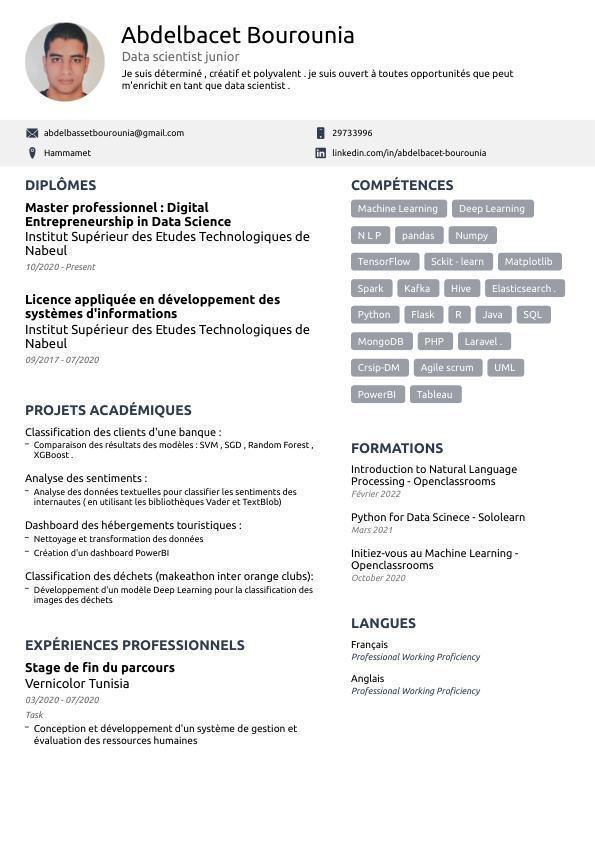 Abdelbacet Bourounia
Data scientist junior
Je suis déterminé , créatif et polyvalent . je suis ouvert à toutes opportunités que peut
m'enrichit en tant que data scientist .
abdelbassetbourounia@gmail.com
29733996
Hammamet
linkedin.com/in/abdelbacet-bourounia
DIPLÔMES
Master professionnel : Digital
Entrepreneurship in Data Science
Institut Supérieur des Etudes Technologiques de
Nabeul
10/2020 - Present
Licence appliquée en développement des
systèmes d'informations
Institut Supérieur des Etudes Technologiques de
Nabeul
09/2017 - 07/2020
PROJETS ACADÉMIQUES
Classification des clients d'une banque :
– Comparaison des résultats des modèles : SVM , SGD , Random Forest ,
XGBoost .
Analyse des sentiments :
– Analyse des données textuelles pour classifier les sentiments des
internautes ( en utilisant les bibliothèques Vader et TextBlob)
Dashboard des hébergements touristiques :
– Nettoyage et transformation des données
– Création d'un dashboard PowerBI
Classification des déchets (makeathon inter orange clubs):
– Développement d'un modèle Deep Learning pour la classification des
images des déchets
EXPÉRIENCES PROFESSIONNELS
Stage de fin du parcours
Vernicolor Tunisia
03/2020 - 07/2020
Task
– Conception et développement d'un système de gestion et
évaluation des ressources humaines
COMPÉTENCES
Machine Learning Deep Learning
N L P pandas Numpy
TensorFlow Sckit - learn Matplotlib
Spark Kafka Hive Elasticsearch .
Python Flask R Java SQL
MongoDB PHP Laravel .
Crsip-DM Agile scrum UML
PowerBI Tableau
FORMATIONS
Introduction to Natural Language
Processing - Openclassrooms
Février 2022
Python for Data Scinece - Sololearn
Mars 2021
Initiez-vous au Machine Learning -
Openclassrooms
October 2020
LANGUES
Français
Professional Working Proficiency
Anglais
Professional Working Proficiency